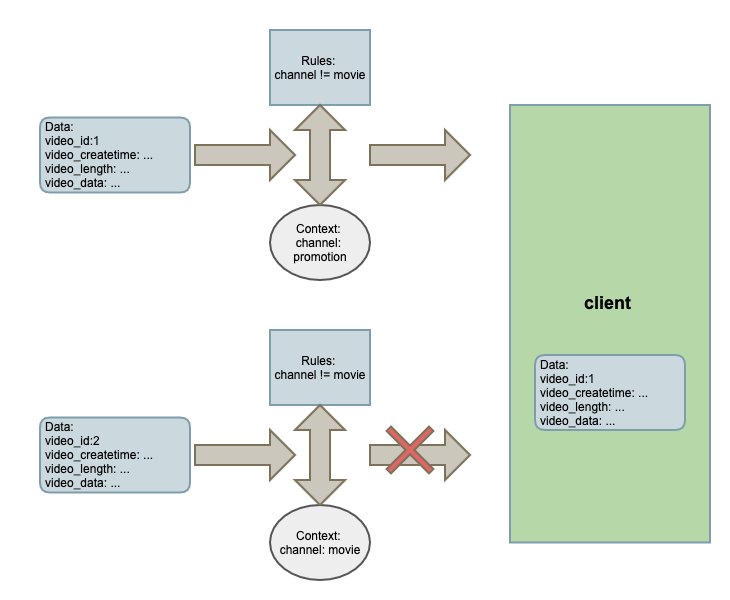 Rules:
channel != movie
Data:
video_id:1
video_createtime: ...
video_length: ...
video_data: ...
Context:
channel:
promotion
client
Rules:
channel != movie
Data:
video_id:1
video_createtime: ...
video_length: ...
video_data: ...
Data:
video_id:2
video_createtime: ...
video_length: ...
video_data: ...
Context:
channel: movie